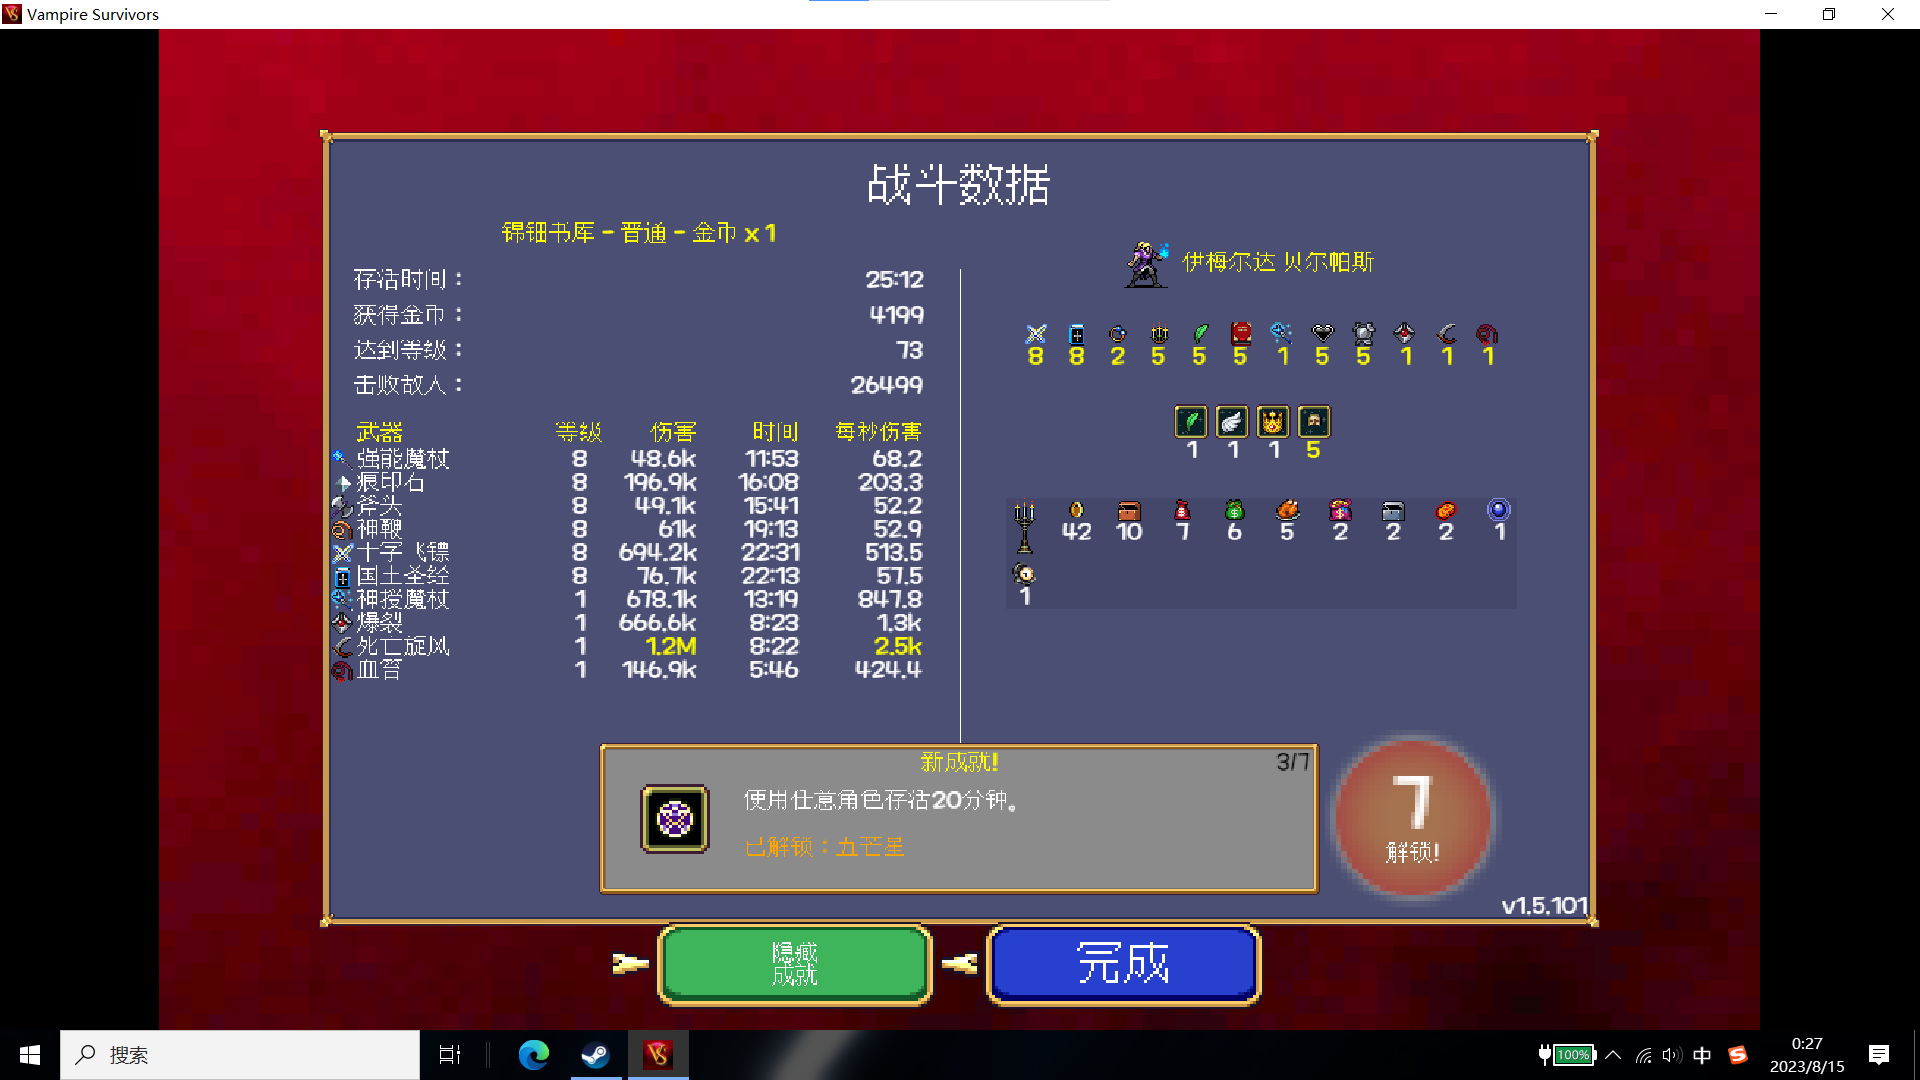 Vampire Survivors
战斗数据
锦钿书库 - 普通 - 金币 x 1
存活时间： 25:12
获得金币： 4199
达到等级： 73
击败敌人： 26499
武器 等级 伤害 时间 每秒伤害
强能魔杖 8 48.6k 11:53 68.2
痕印石 8 196.9k 16:08 203.3
斧头 8 49.1k 15:41 52.2
神鞭 8 61k 19:13 52.9
十字飞镖 8 694.2k 22:31 513.5
国土圣经 8 76.7k 22:13 57.5
神授魔杖 1 678.1k 13:19 847.8
爆裂 1 666.6k 8:23 1.3k
死亡旋风 1 1.2M 8:22 2.5k
血苔 1 146.9k 5:46 424.4
伊梅尔达 贝尔帕斯
8 8 2 5 5 5 1 5 5 1 1 1
1 1 1 5
42 10 7 6 5 2 2 2 1
1
新成就!
3/7
使用任意角色存活20分钟。
已解锁：五芒星
7
解锁!
v1.5.101
隐藏
成就
完成
搜索
100%
中
0:27
2023/8/15